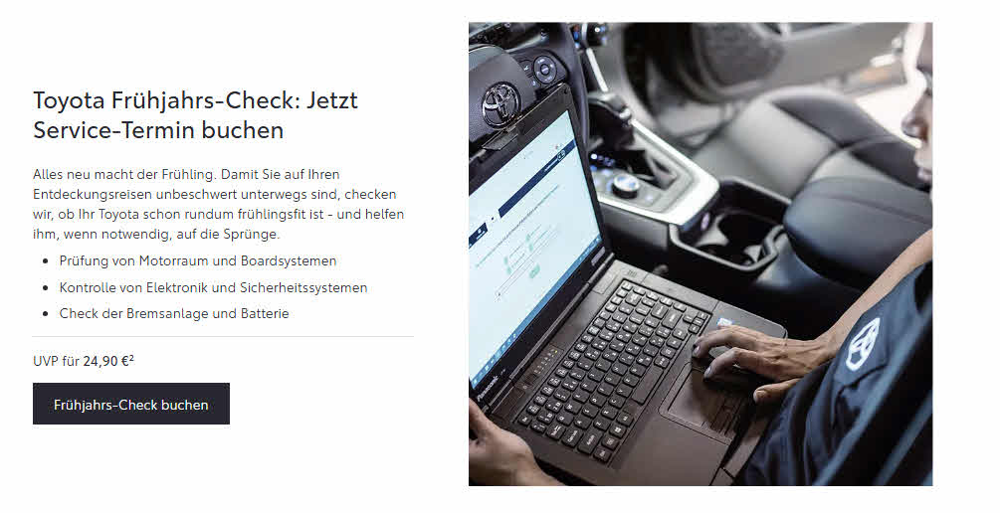 Toyota Frühjahrs-Check: Jetzt
Service-Termin buchen
Alles neu macht der Frühling. Damit Sie auf Ihren
Entdeckungsreisen unbeschwert unterwegs sind, checken
wir, ob Ihr Toyota schon rundum frühlingsfit ist - und helfen
ihm, wenn notwendig, auf die Sprünge.
Prüfung von Motorraum und Boardsystemen
Kontrolle von Elektronik und Sicherheitssystemen
Check der Bremsanlage und Batterie
UVP für 24,90 €²
Frühjahrs-Check buchen
Panasonic